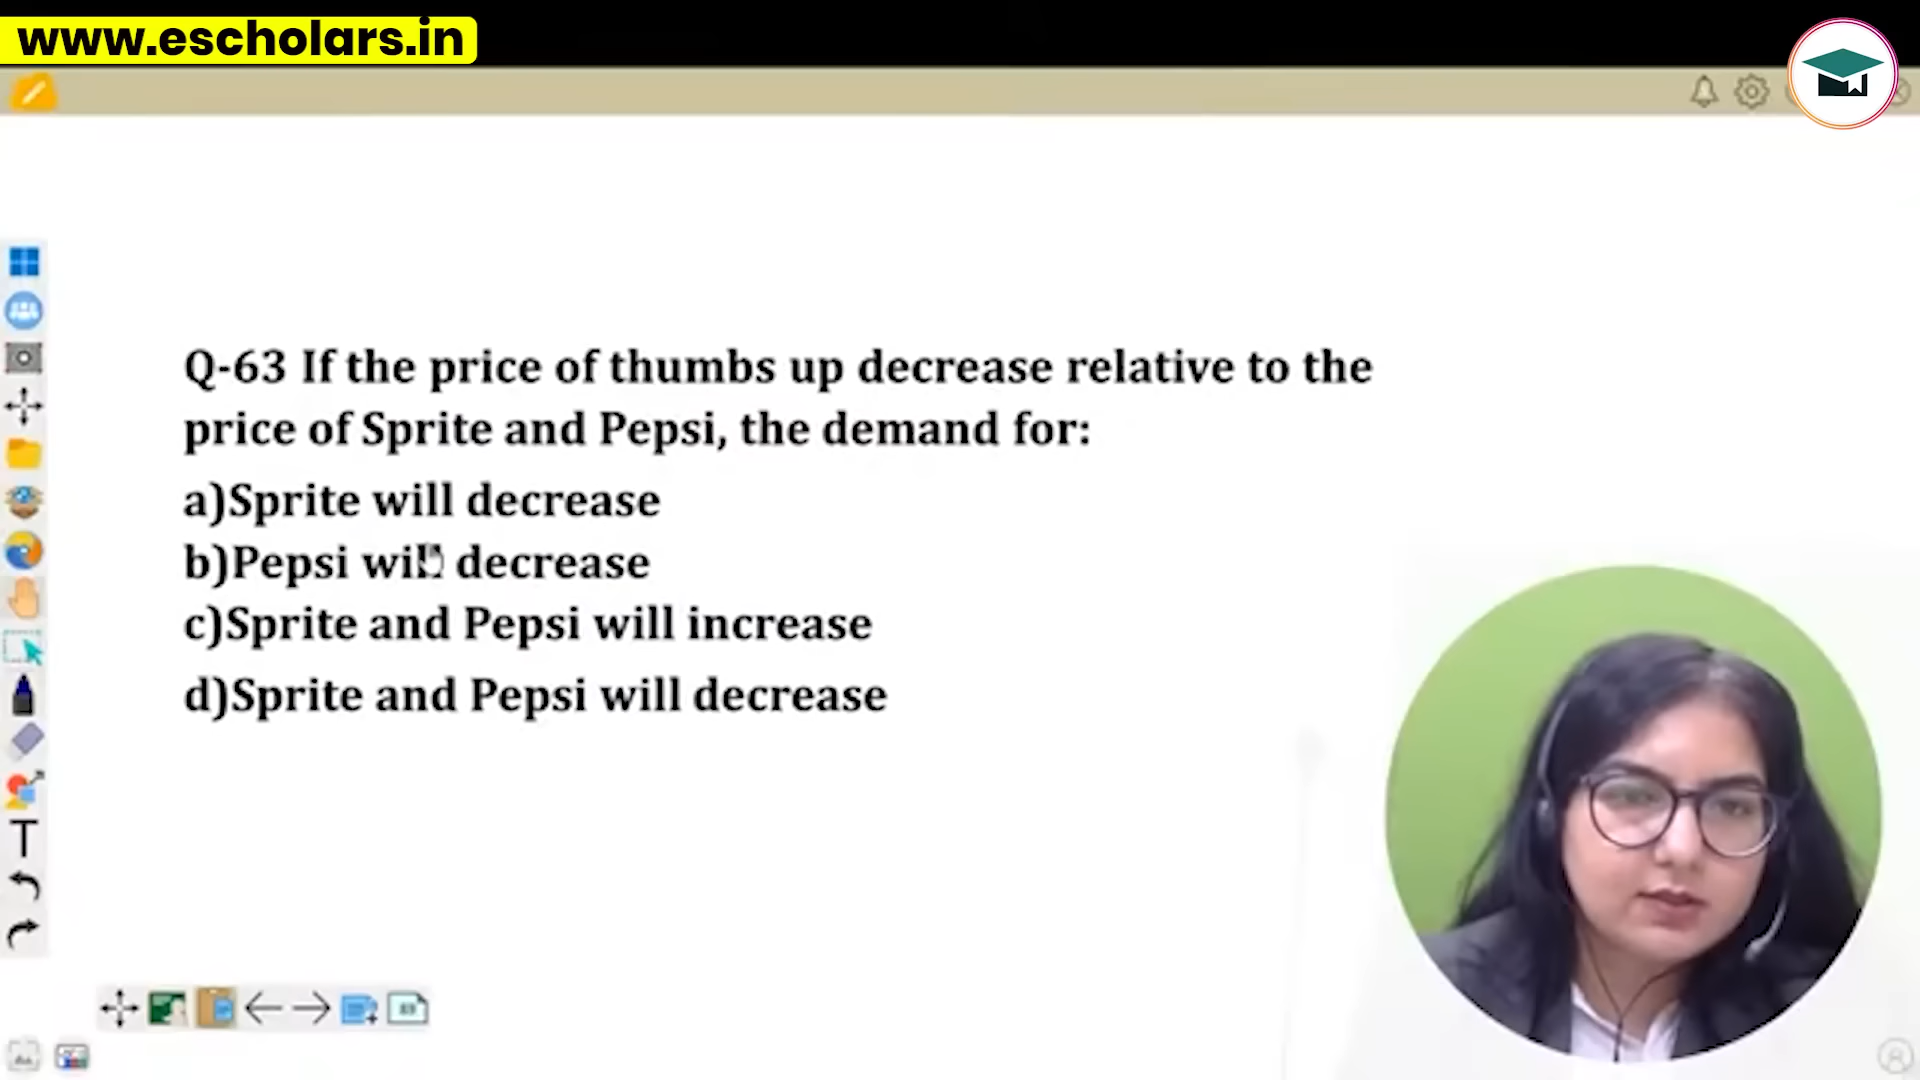 www.escholars.in
Q-63 If the price of thumbs up decrease relative to the
price of Sprite and Pepsi, the demand for:
a)Sprite will decrease
b)Pepsi will decrease
c)Sprite and Pepsi will increase
d)Sprite and Pepsi will decrease